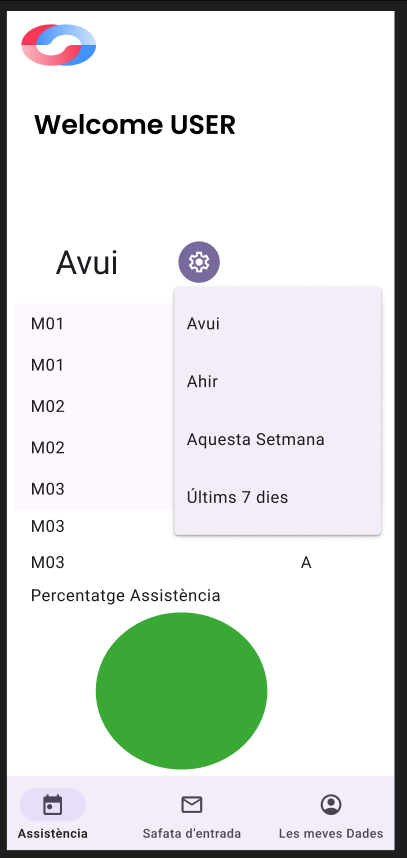 Welcome USER
Avui
M01
Avui
M01
Ahir
M02
M02
Aquesta Setmana
M03
Últims 7 dies
M03
M03 A
Percentatge Assistència
Assistència Safata d’entrada Les meves Dades